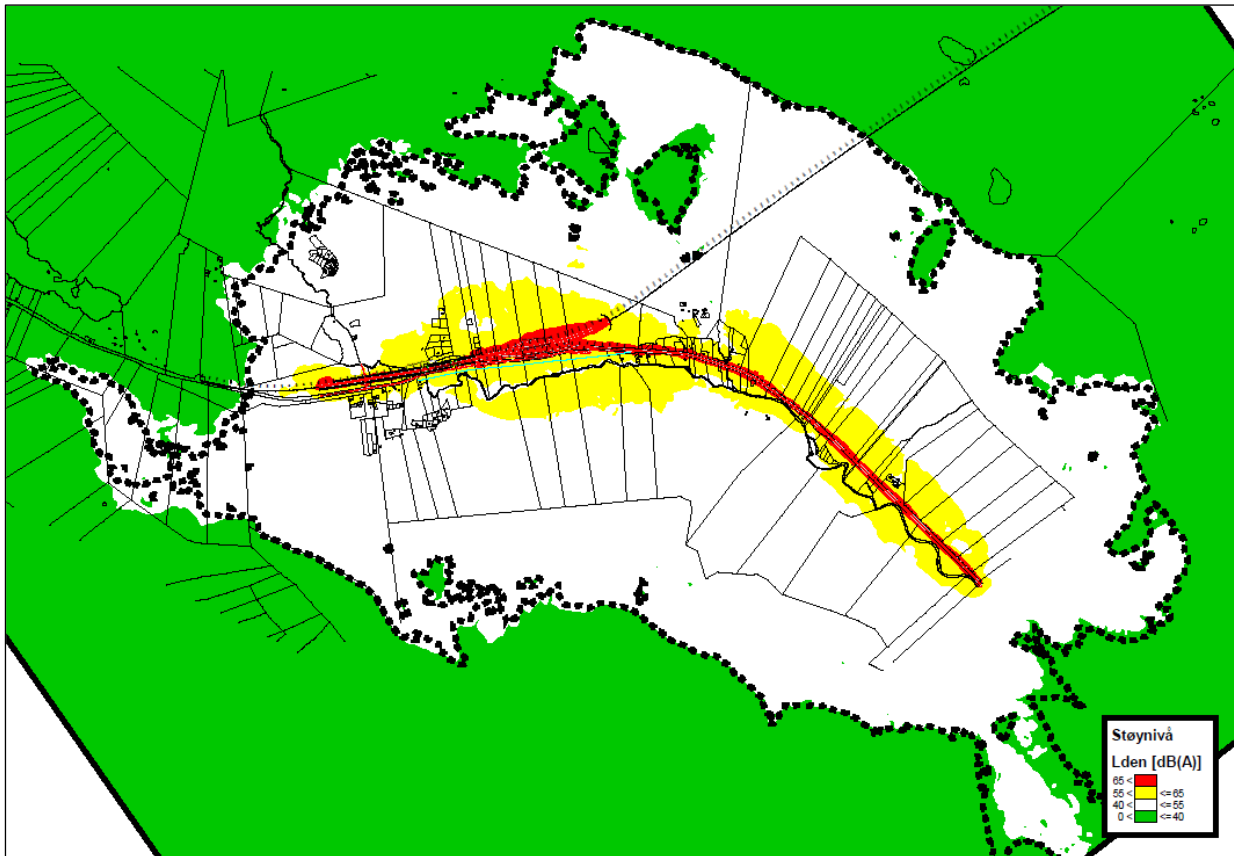 Støynivå
Lden [dB(A)]
65 <
55 < <= 65
40 < <= 55
0 < <= 40